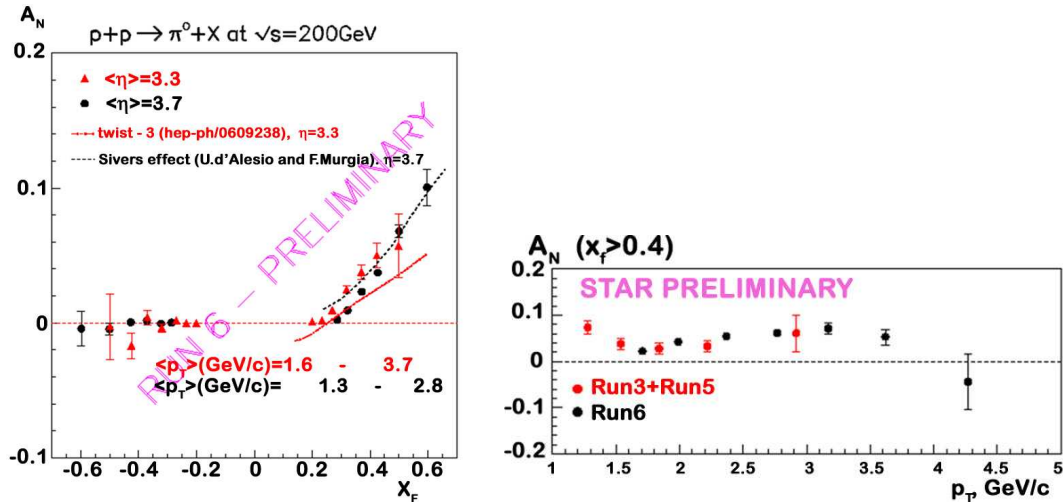 A_N
p+p → π°+X at √s=200GeV
0.2
<η>=3.3
<η>=3.7
twist - 3 (hep-ph/0609238), η=3.3
Sivers effect (U.d'Alesio and F.Murgia). η=3.7
RUN 6 — PRELIMINARY
0.1
0
<p_T>(GeV/c)=1.6 - 3.7
<p_T>(GeV/c)= 1.3 - 2.8
-0.1
-0.6 -0.4 -0.2 0 0.2 0.4 0.6
X_F
A_N (x_f>0.4)
0.2
STAR PRELIMINARY
0.1
0
Run3+Run5
-0.1
Run6
-0.2
1 1.5 2 2.5 3 3.5 4 4.5 5
p_T, GeV/c